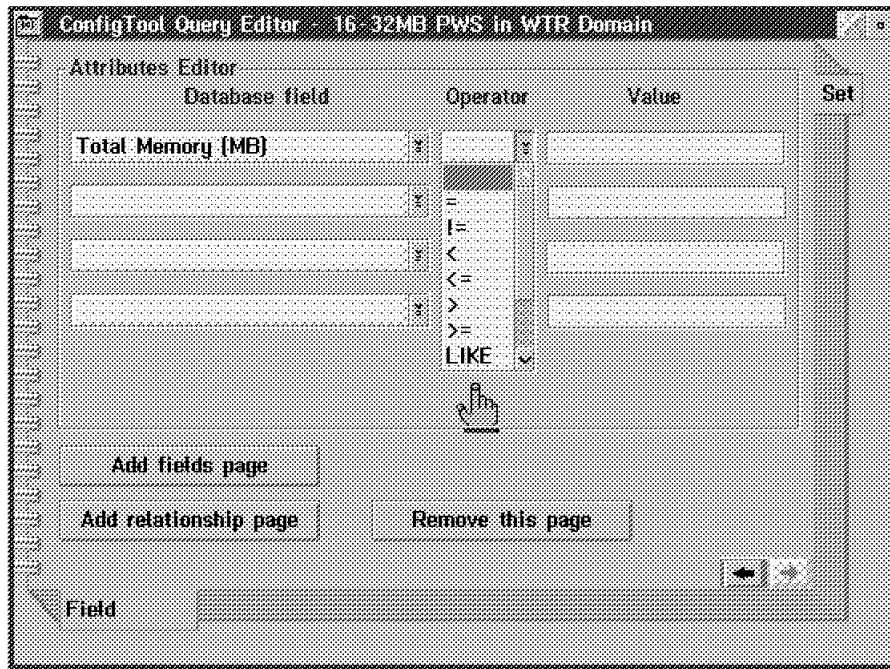 ConfigTool Query Editor - 16-32MB PWS in WTR Domain
Attributes Editor
Database field Operator Value Set
Total Memory (MB)
=
!=
<
<=
>
>=
LIKE
Add fields page
Add relationship page Remove this page
Field